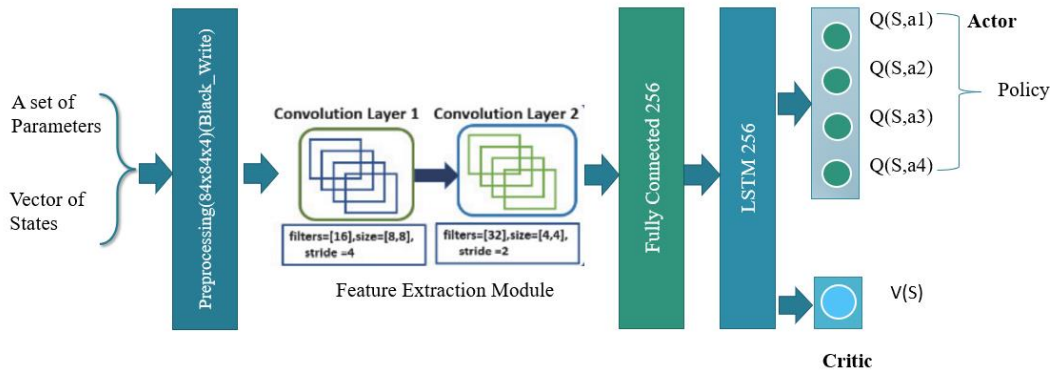 A set of
Parameters
Vector of
States
Preprocessing(84x84x4)(Black_Write)
Convolution Layer 1
Convolution Layer 2
filters=[16],size=[8,8],
stride =4
filters=[32],size=[4,4],
stride =2
Feature Extraction Module
Fully Connected 256
LSTM 256
Q(S,a1)
Q(S,a2)
Q(S,a3)
Q(S,a4)
Actor
Policy
V(S)
Critic